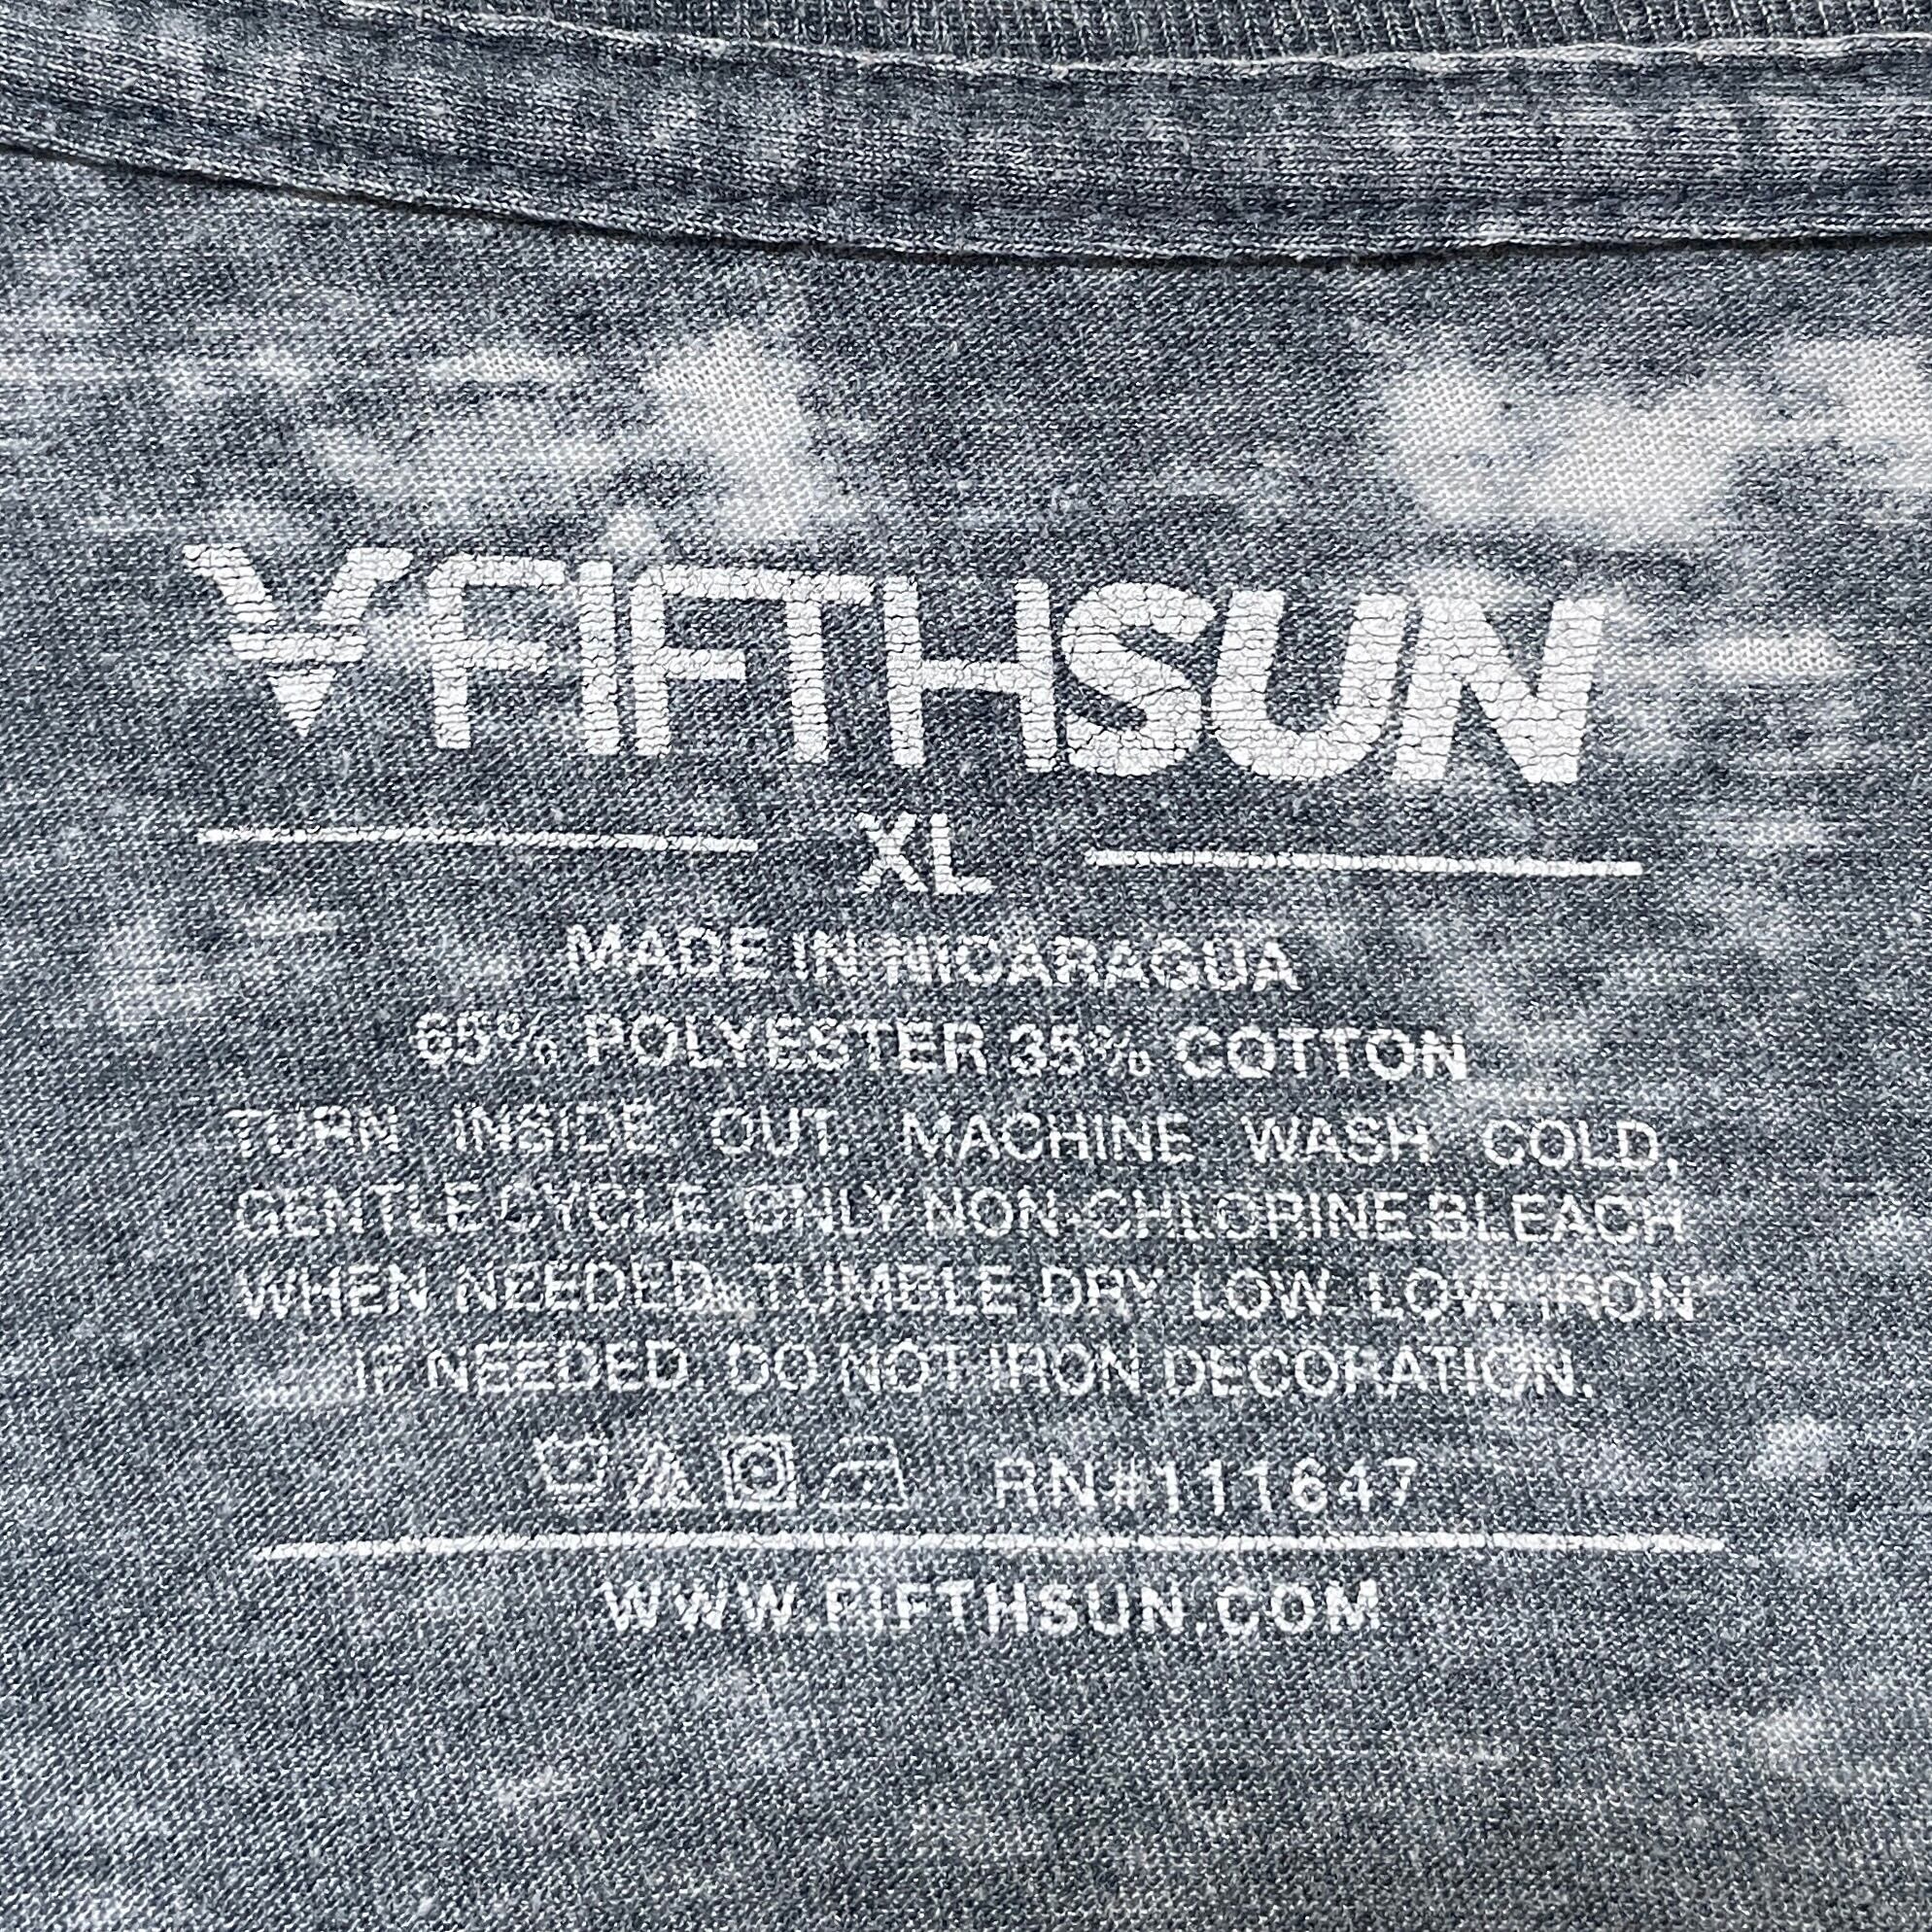 FIFTHSUN
XL
MADE IN NICARAGUA
65% POLYESTER 35% COTTON
TURN INSIDE OUT. MACHINE WASH COLD,
GENTLE CYCLE. ONLY NON-CHLORINE BLEACH
WHEN NEEDED. TUMBLE DRY LOW. LOW IRON
IF NEEDED. DO NOT IRON DECORATION.
RN#111647
WWW.FIFTHSUN.COM